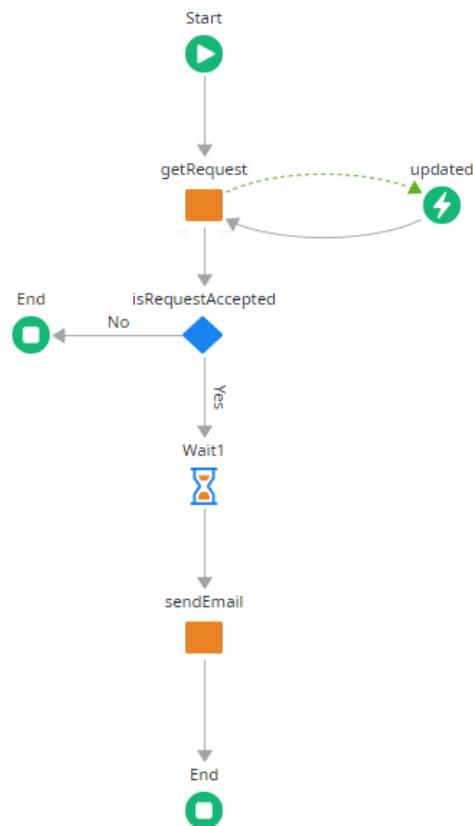 Start
getRequest
updated
End
isRequestAccepted
No
Yes
Wait1
sendEmail
End